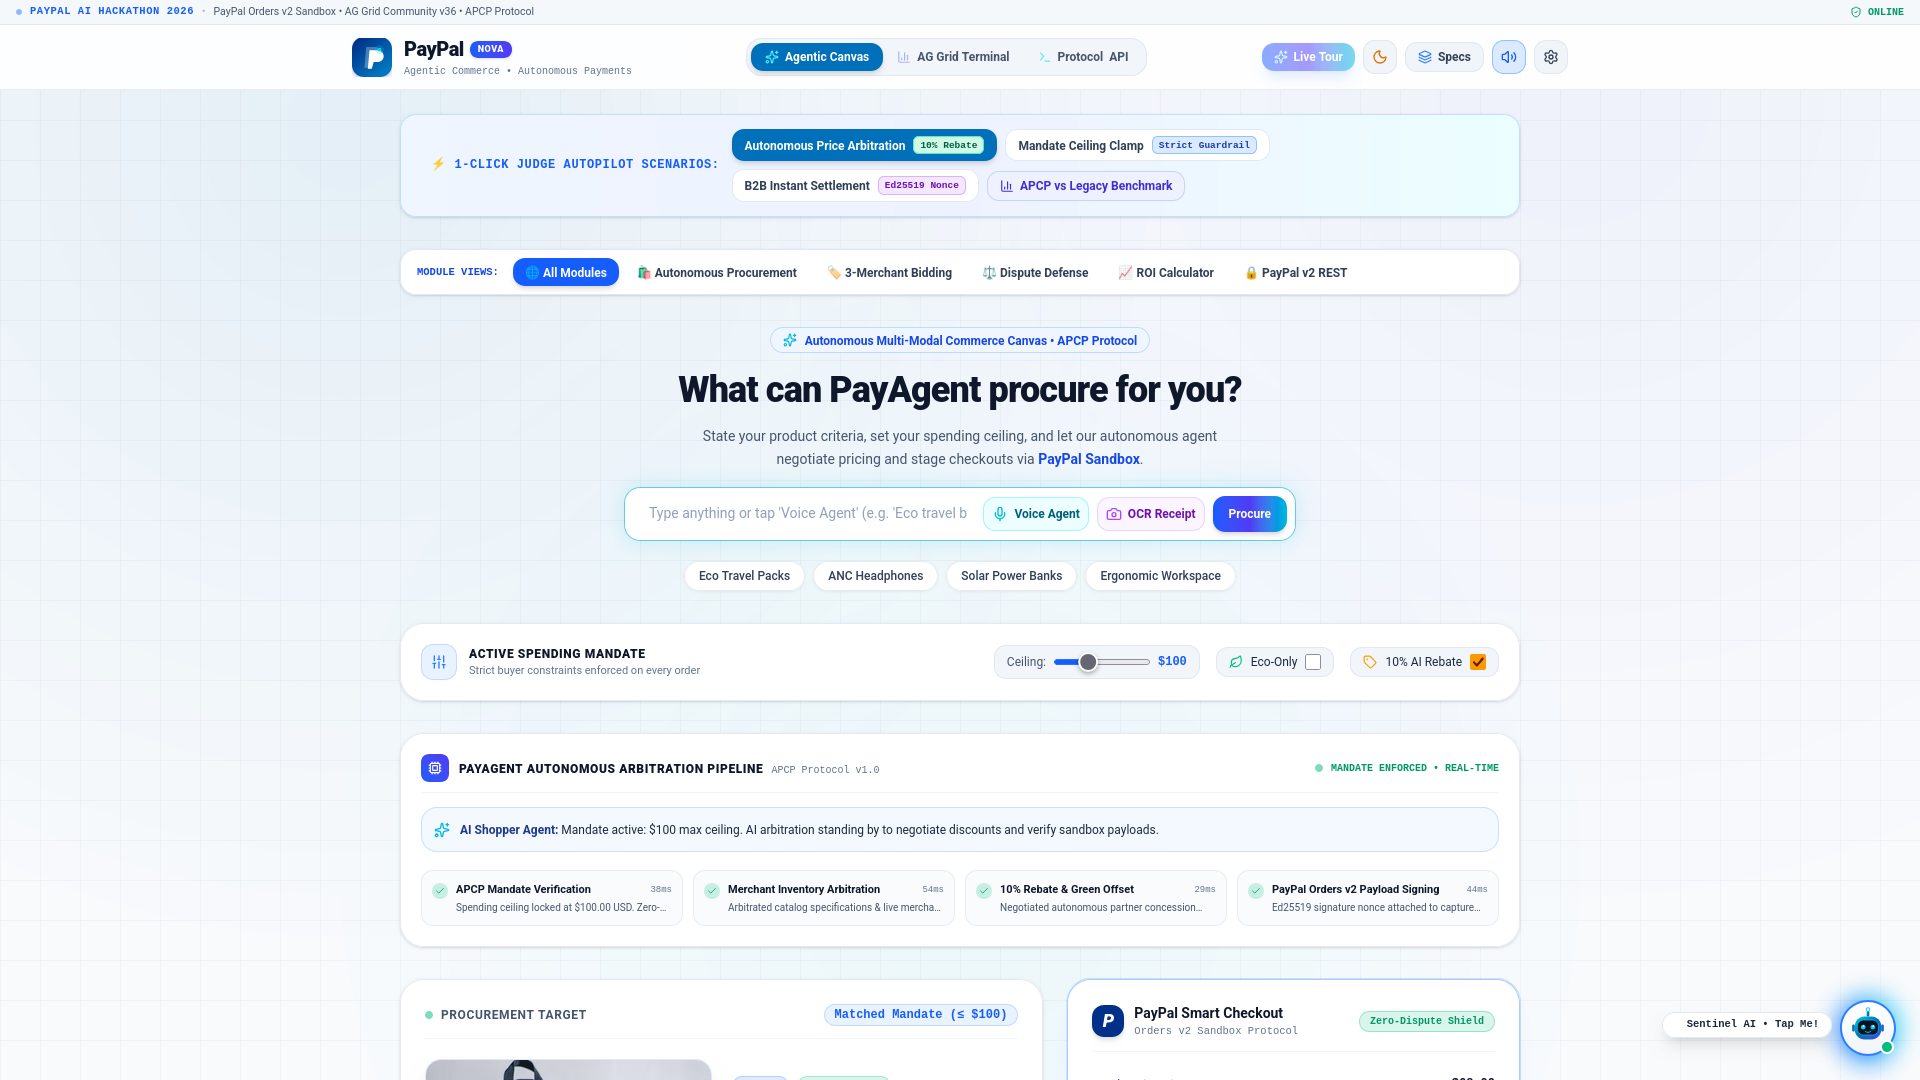 PAYPAL AI HACKATHON 2026 • PayPal Orders v2 Sandbox • AG Grid Community v36 • APCP Protocol
ONLINE
PayPal NOVA
Agentic Commerce • Autonomous Payments
Agentic Canvas
AG Grid Terminal
Protocol API
Live Tour
Specs
⚡ 1-CLICK JUDGE AUTOPILOT SCENARIOS:
Autonomous Price Arbitration 10% Rebate
Mandate Ceiling Clamp Strict Guardrail
B2B Instant Settlement Ed25519 Nonce
APCP vs Legacy Benchmark
MODULE VIEWS:
All Modules
Autonomous Procurement
3-Merchant Bidding
Dispute Defense
ROI Calculator
PayPal v2 REST
Autonomous Multi-Modal Commerce Canvas • APCP Protocol
What can PayAgent procure for you?
State your product criteria, set your spending ceiling, and let our autonomous agent
negotiate pricing and stage checkouts via PayPal Sandbox.
Type anything or tap 'Voice Agent' (e.g. 'Eco travel b
Voice Agent
OCR Receipt
Procure
Eco Travel Packs
ANC Headphones
Solar Power Banks
Ergonomic Workspace
ACTIVE SPENDING MANDATE
Strict buyer constraints enforced on every order
Ceiling: $100
Eco-Only
10% AI Rebate
PAYAGENT AUTONOMOUS ARBITRATION PIPELINE APCP Protocol v1.0
MANDATE ENFORCED • REAL-TIME
AI Shopper Agent: Mandate active: $100 max ceiling. AI arbitration standing by to negotiate discounts and verify sandbox payloads.
APCP Mandate Verification 38ms
Spending ceiling locked at $100.00 USD. Zero-...
Merchant Inventory Arbitration 54ms
Arbitrated catalog specifications & live mercha...
10% Rebate & Green Offset 29ms
Negotiated autonomous partner concession...
PayPal Orders v2 Payload Signing 44ms
Ed25519 signature nonce attached to capture...
PROCUREMENT TARGET
Matched Mandate (≤ $100)
PayPal Smart Checkout
Orders v2 Sandbox Protocol
Zero-Dispute Shield
Sentinel AI • Tap Me!